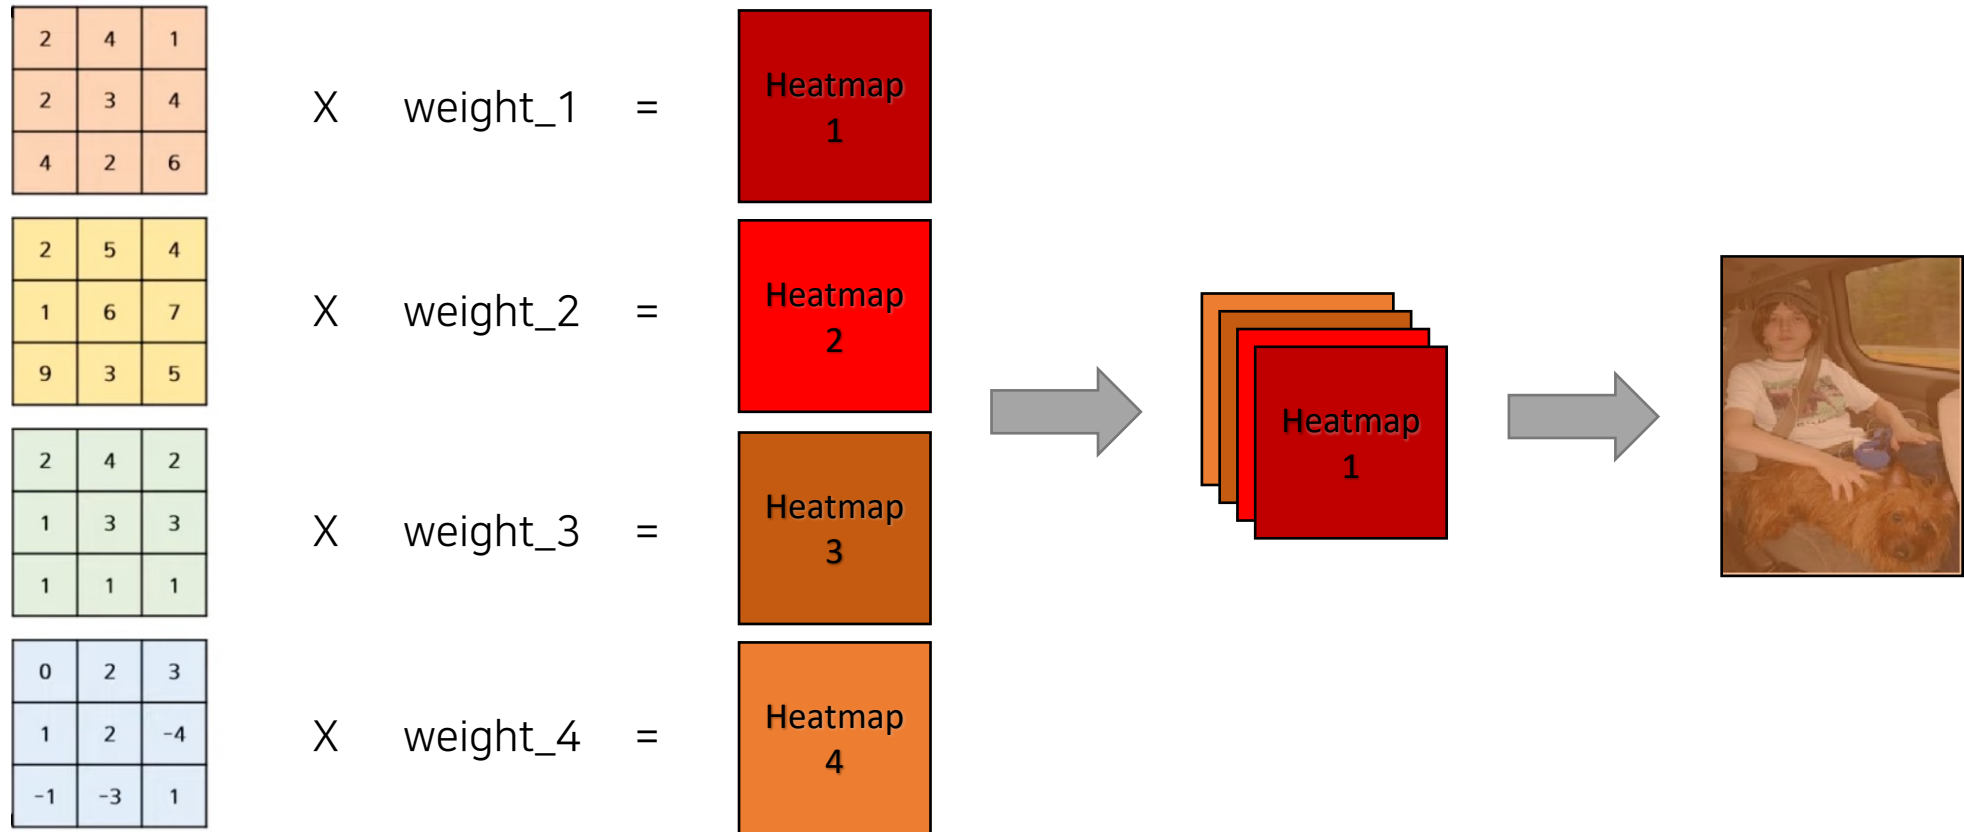 2 4 1
2 3 4
4 2 6
X weight_1 =
Heatmap
1
2 5 4
1 6 7
9 3 5
X weight_2 =
Heatmap
2
2 4 2
1 3 3
1 1 1
X weight_3 =
Heatmap
3
0 2 3
1 2 -4
-1 -3 1
X weight_4 =
Heatmap
4
Heatmap
1